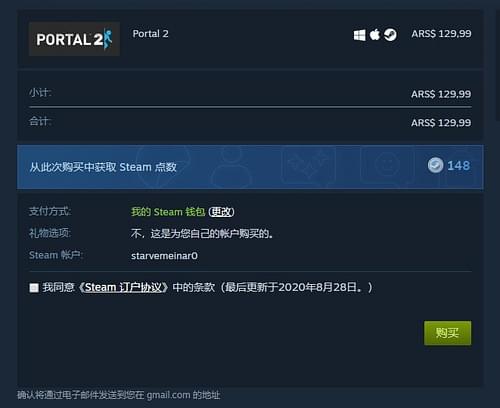 PORTAL 2
Portal 2
ARS$ 129,99
小计:
ARS$ 129,99
合计:
ARS$ 129,99
从此次购买中获取 Steam 点数
148
支付方式:
我的 Steam 钱包 (更改)
礼物选项:
不，这是为您自己的帐户购买的。
Steam 帐户:
starvemeinar0
我同意《Steam 订户协议》中的条款（最后更新于2020年8月28日。）
购买
确认将通过电子邮件发送到您在 gmail.com 的地址